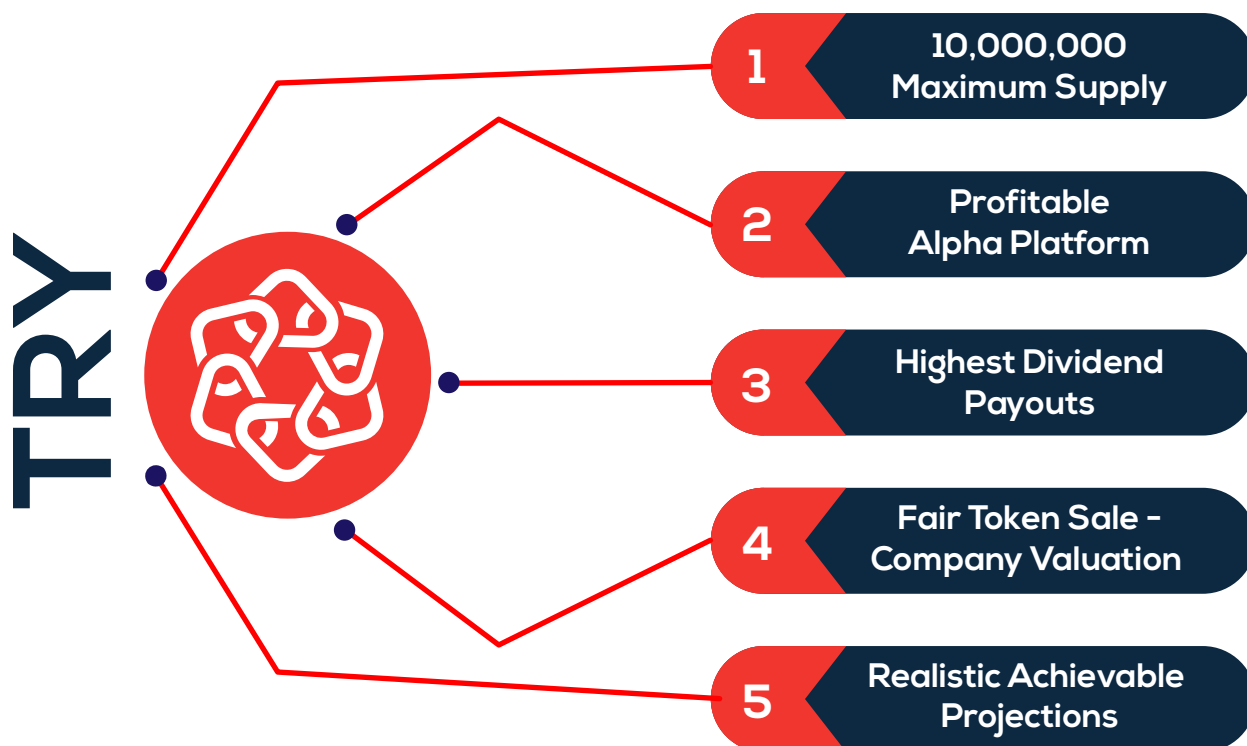 TRY
1
10,000,000
Maximum Supply
2
Profitable
Alpha Platform
3
Highest Dividend
Payouts
4
Fair Token Sale -
Company Valuation
5
Realistic Achievable
Projections